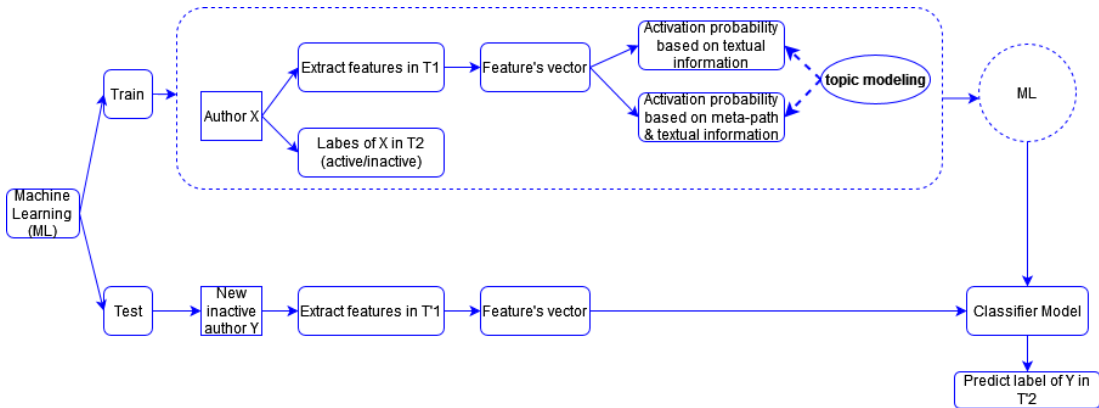 Machine
Learning
(ML)
Train
Author X
Extract features in T1
Labes of X in T2
(active/inactive)
Feature's vector
Activation probability
based on textual
information
Activation probability
based on meta-path
& textual information
topic modeling
ML
Test
New
inactive
author Y
Extract features in T'1
Feature's vector
Classifier Model
Predict label of Y in
T'2